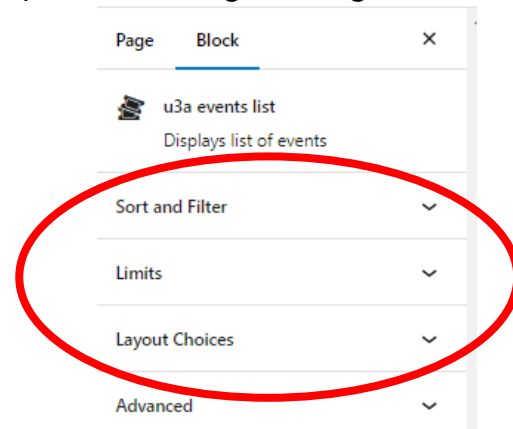 Page Block
u3a events list
Displays list of events
Sort and Filter
Limits
Layout Choices
Advanced